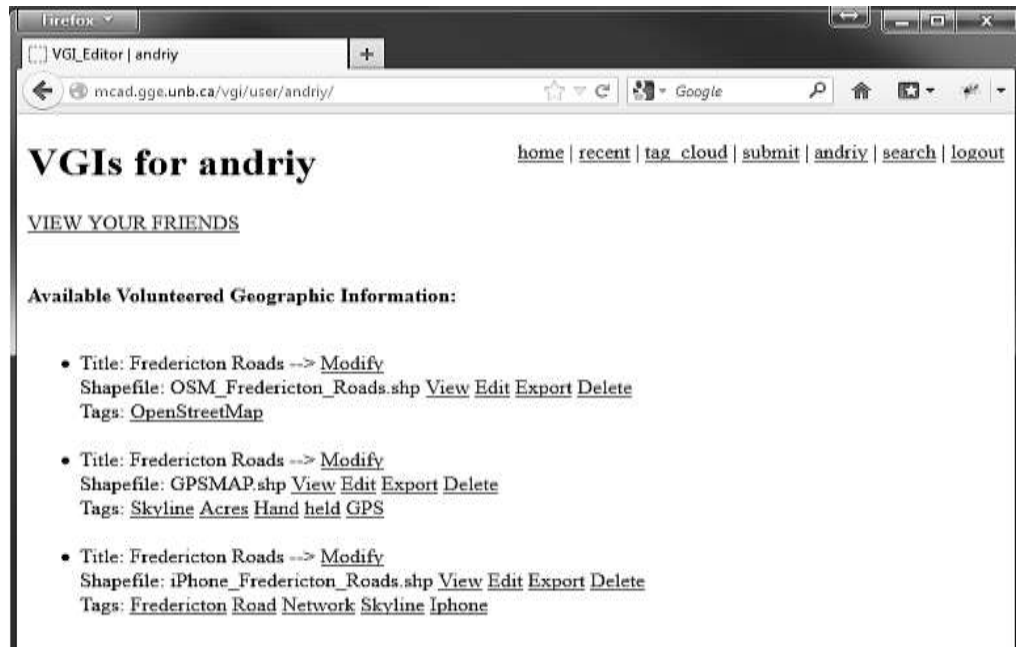 Firefox
VGI_Editor | andriy
mcad.gge.unb.ca/vgi/user/andriy/
Google
VGIs for andriy
home | recent | tag_cloud | submit | andriy | search | logout
VIEW YOUR FRIENDS
Available Volunteered Geographic Information:
• Title: Fredericton Roads --> Modify
Shapefile: OSM_Fredericton_Roads.shp View Edit Export Delete
Tags: OpenStreetMap
• Title: Fredericton Roads --> Modify
Shapefile: GPSMAP.shp View Edit Export Delete
Tags: Skyline Acres Hand held GPS
• Title: Fredericton Roads --> Modify
Shapefile: iPhone_Fredericton_Roads.shp View Edit Export Delete
Tags: Fredericton Road Network Skyline Iphone